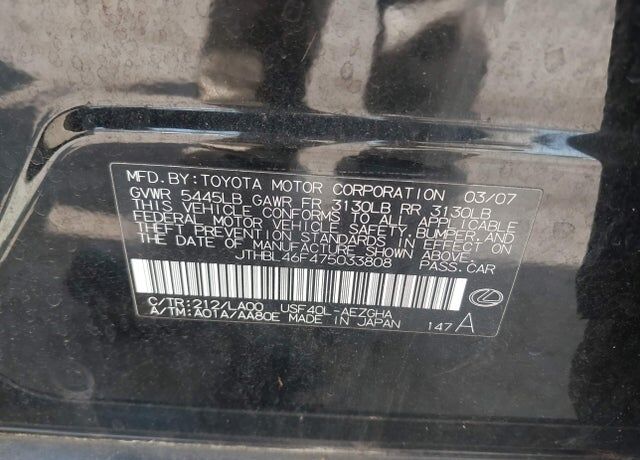 MFD.BY:TOYOTA MOTOR CORPORATION 03/07
GVWR 5445LB GAWR FR 3130LB RR 3130LB
THIS VEHICLE CONFORMS TO ALL APPLICABLE
FEDERAL MOTOR VEHICLE SAFETY, BUMPER, AND
THEFT PREVENTION STANDARDS IN EFFECT ON
THE DATE OF MANUFACTURE SHOWN ABOVE.
JTHBL46F475033808 PASS.CAR
C/TR:212/LA00 USF40L-AEZGHA
A/TM:A01A/AA80E MADE IN JAPAN 147 A